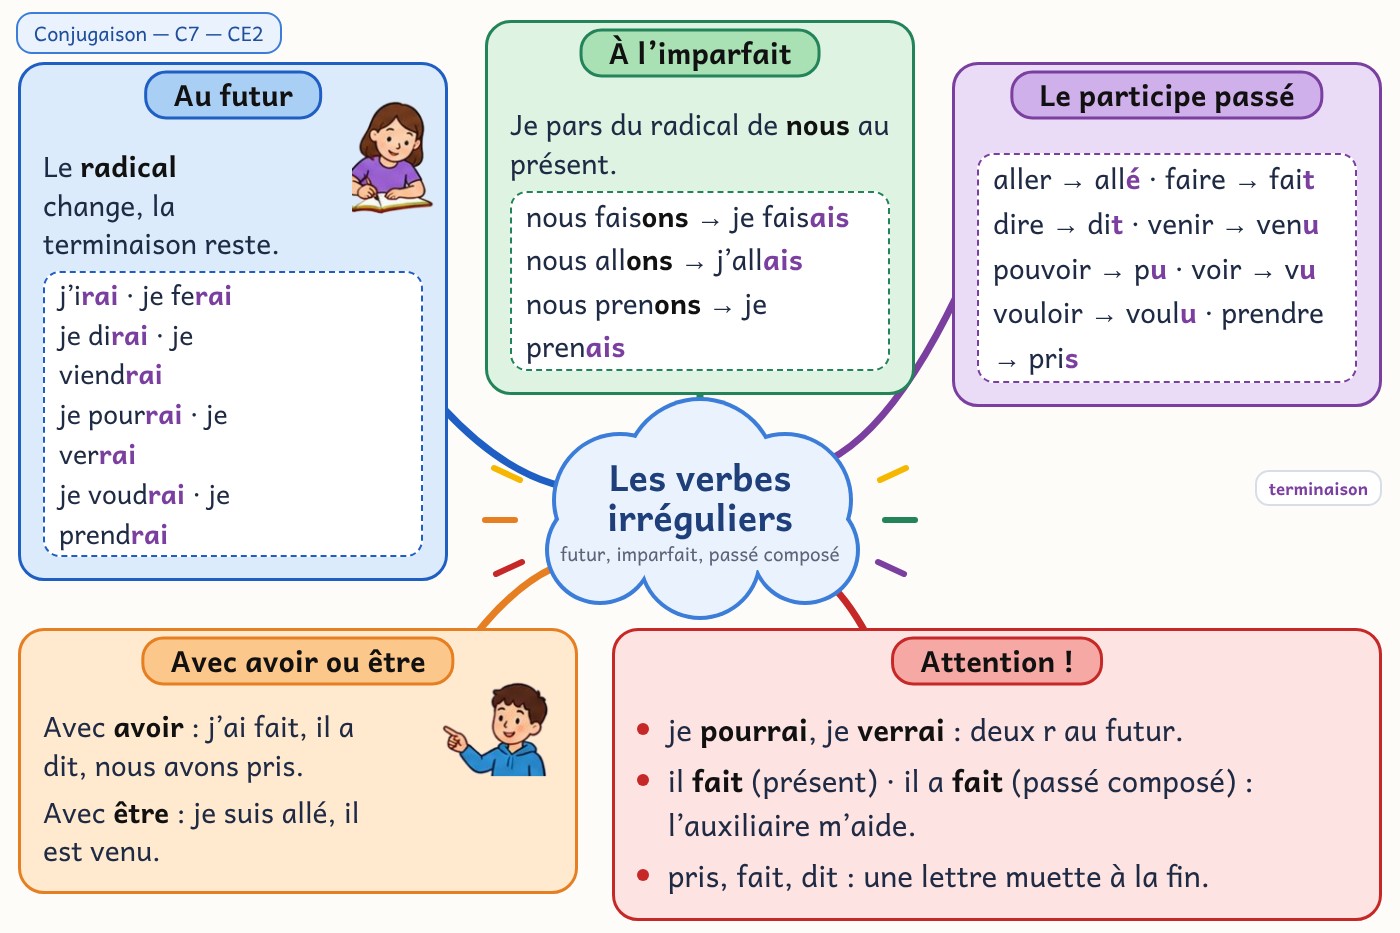 Conjugaison — C7 — CE2
Au futur
Le radical
change, la
terminaison reste.
j’irai · je ferai
je dirai · je
viendrai
je pourrai · je
verrai
je voudrai · je
prendrai
À l’imparfait
Je pars du radical de nous au
présent.
nous faisons → je faisais
nous allons → j’allais
nous prenons → je
prenais
Le participe passé
aller → allé · faire → fait
dire → dit · venir → venu
pouvoir → pu · voir → vu
vouloir → voulu · prendre
→ pris
Les verbes
irréguliers
futur, imparfait, passé composé
terminaison
Avec avoir ou être
Avec avoir : j’ai fait, il a
dit, nous avons pris.
Avec être : je suis allé, il
est venu.
Attention !
je pourrai, je verrai : deux r au futur.
il fait (présent) · il a fait (passé composé) :
l’auxiliaire m’aide.
pris, fait, dit : une lettre muette à la fin.